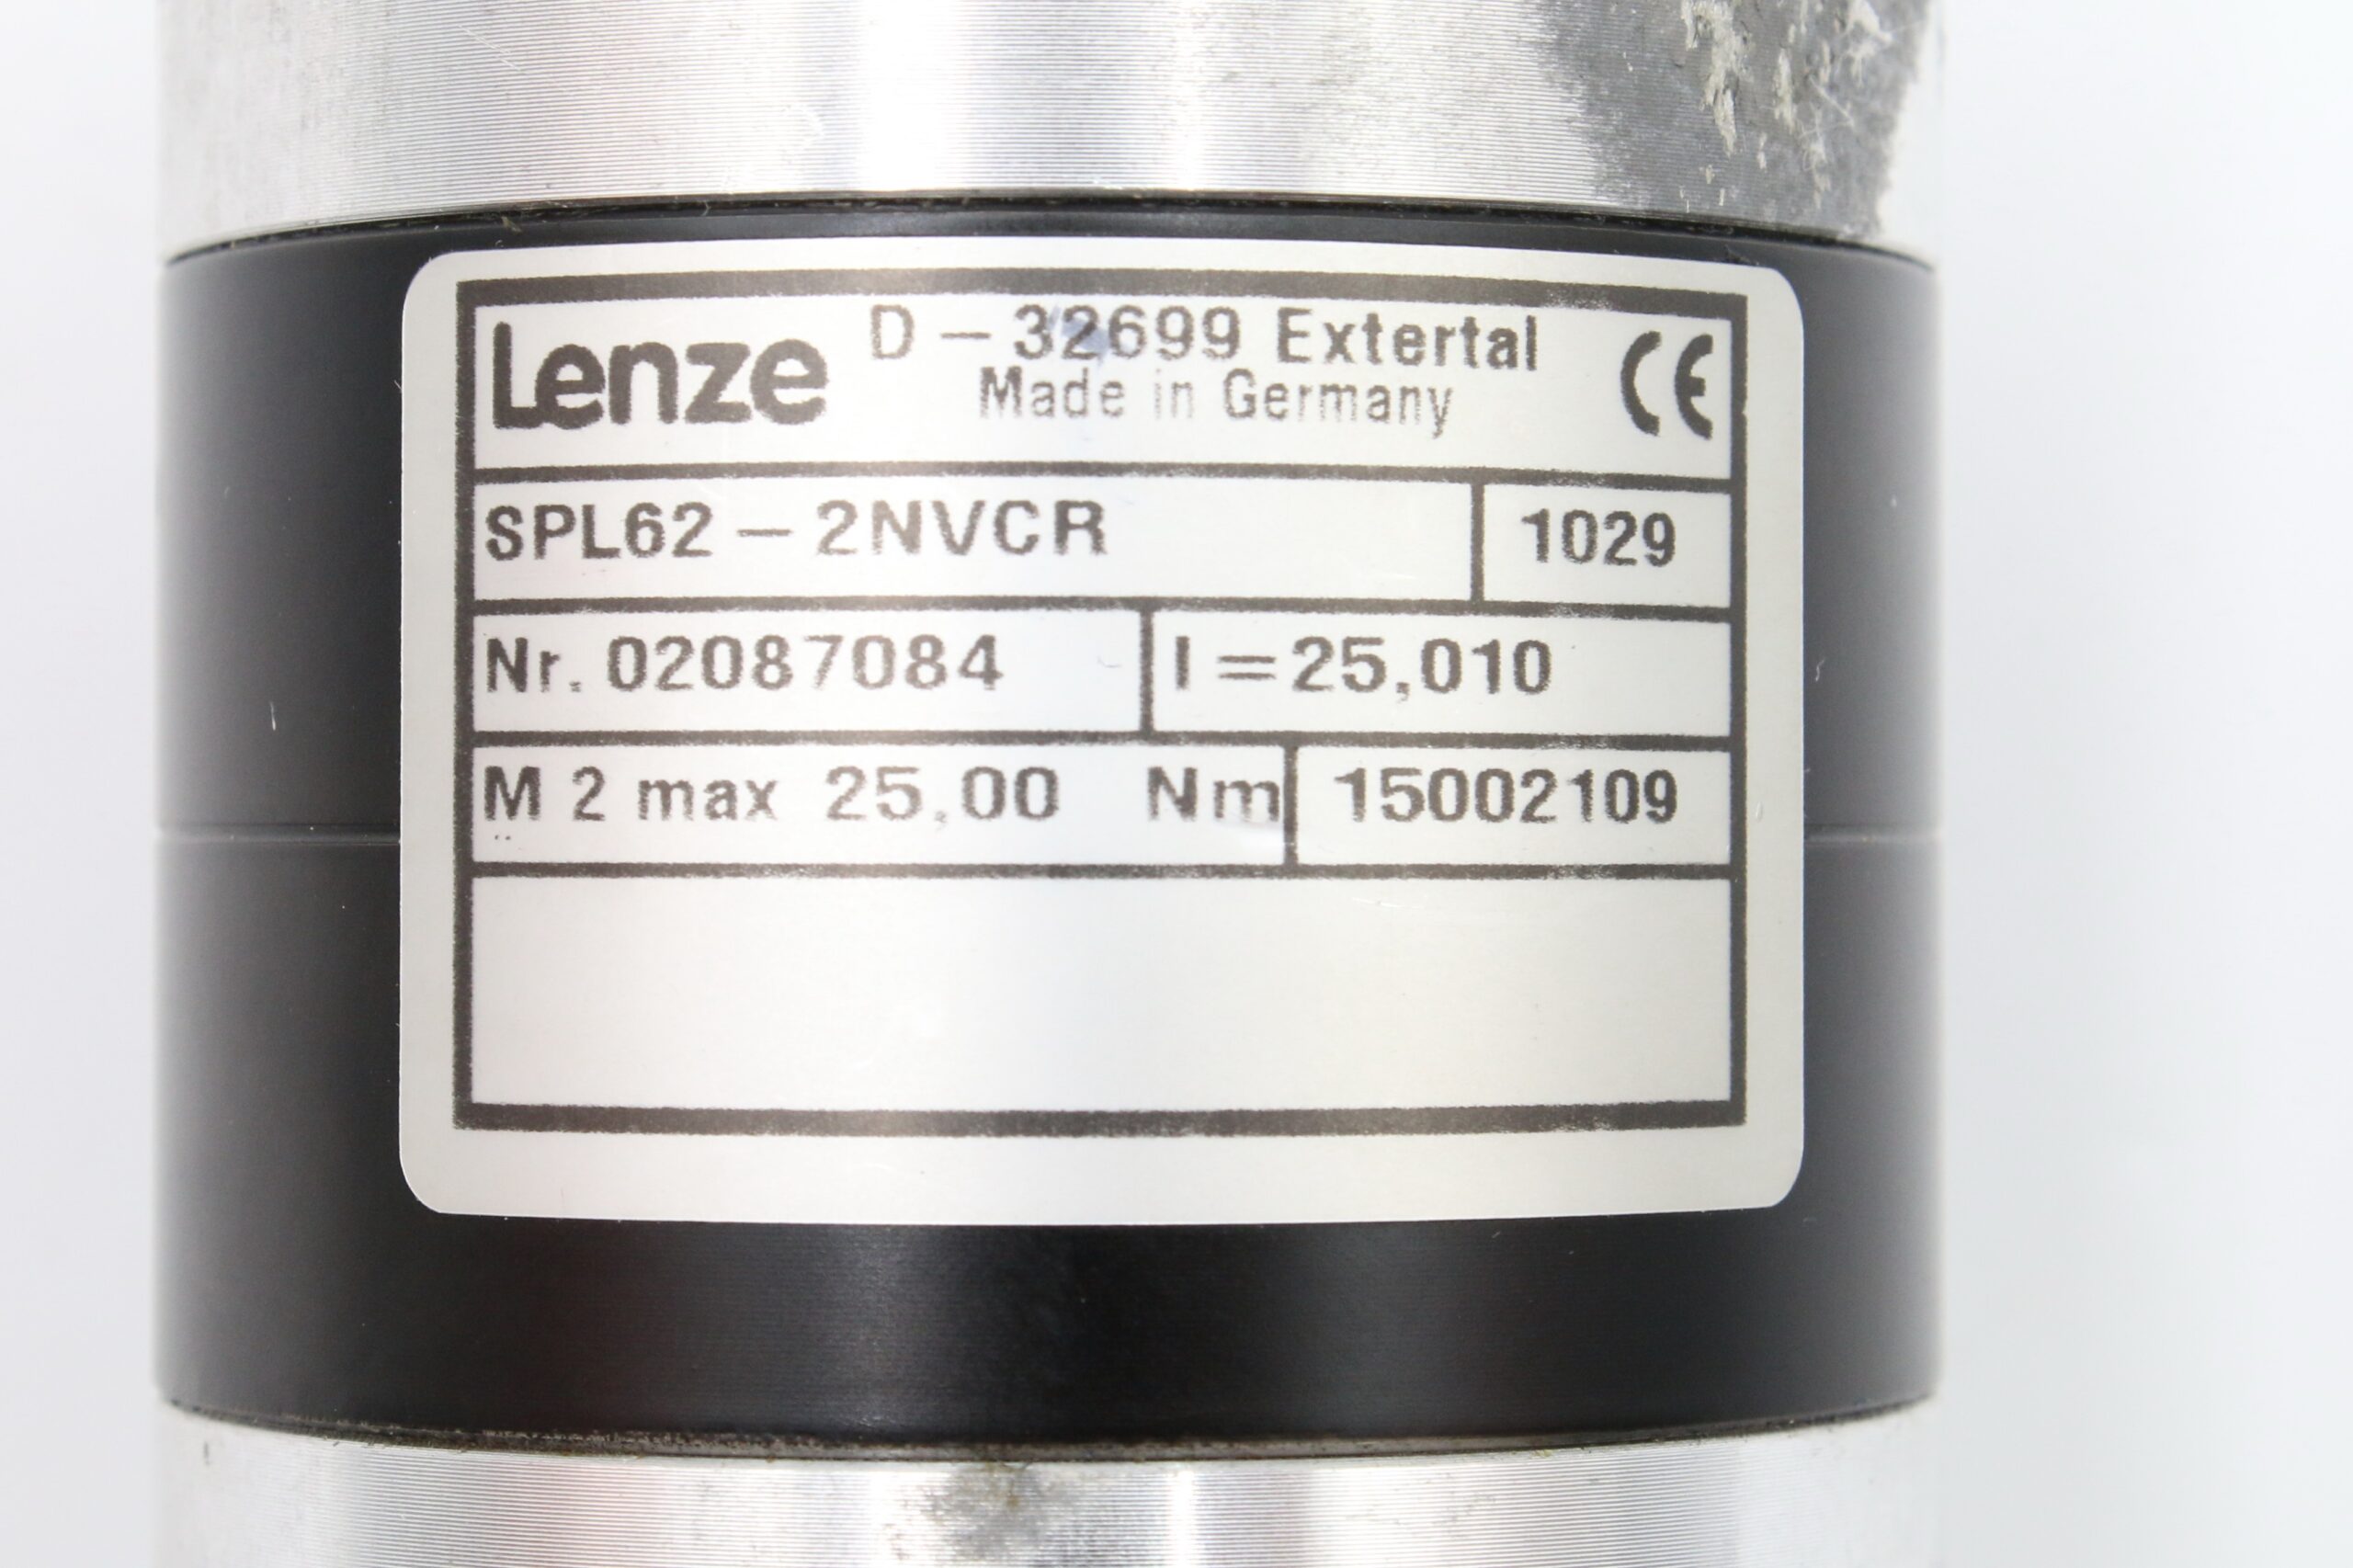 Lenze D-32699 Extertal CE
Made in Germany
SPL62-2NVCR 1029
Nr. 02087084 I=25,010
M 2 max 25,00 Nm 15002109